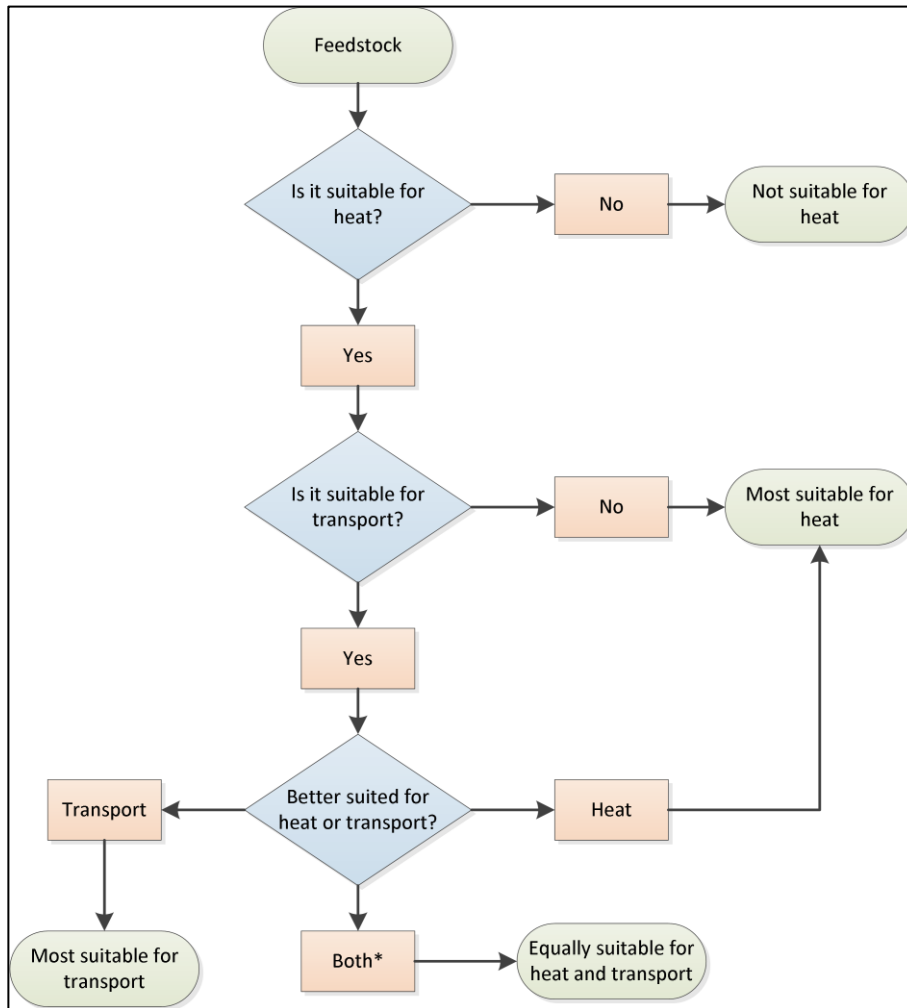 Feedstock
Is it suitable for
heat?
No
Not suitable for
heat
Yes
Is it suitable for
transport?
No
Most suitable for
heat
Yes
Transport
Better suited for
heat or transport?
Heat
Most suitable for
transport
Both*
Equally suitable for
heat and transport